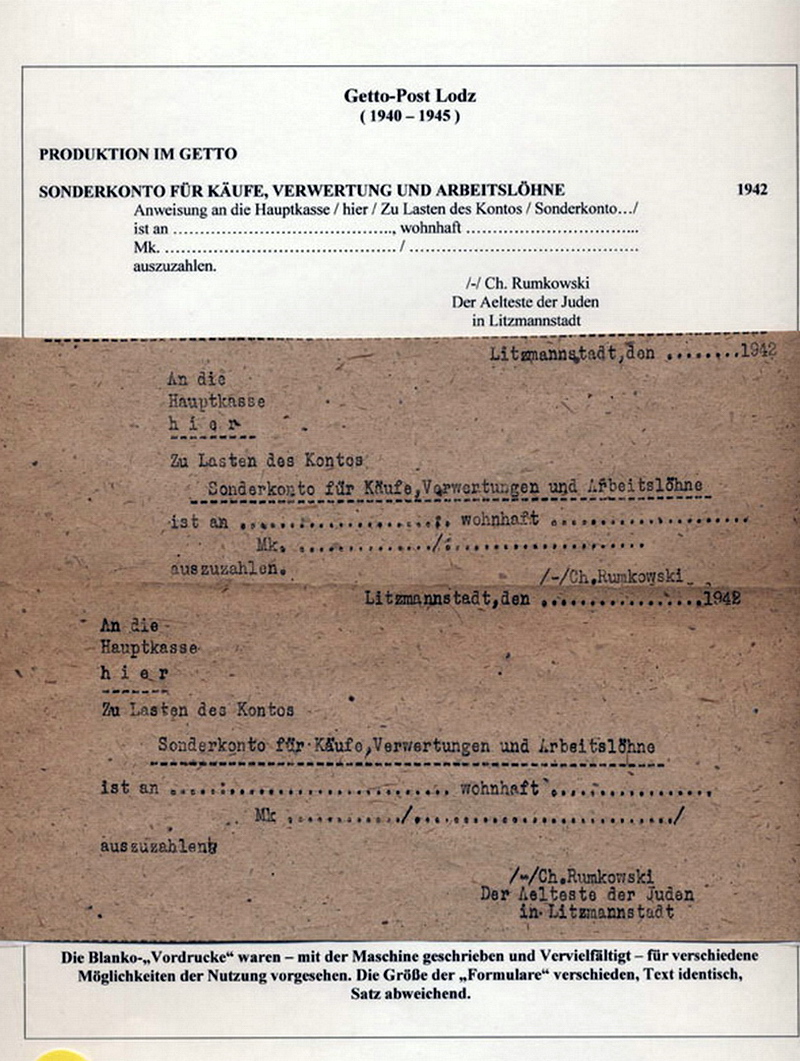 Getto-Post Lodz
( 1940 – 1945 )
PRODUKTION IM GETTO
SONDERKONTO FÜR KÄUFE, VERWERTUNG UND ARBEITSLÖHNE 1942
Anweisung an die Hauptkasse / hier / Zu Lasten des Kontos / Sonderkonto…/
ist an ............................................., wohnhaft ...................................
Mk. ............................................... / ..............................................
auszuzahlen.
/-/ Ch. Rumkowski
Der Aelteste der Juden
in Litzmannstadt
Litzmannstadt,den ........1942
An die
Hauptkasse
h i e r
Zu Lasten des Kontos
Sonderkonto für Käufe,Verwertungen und Arbeitslöhne
ist an ...................... wohnhaft .....................
Mk. ............/......................
auszuzahlen.
/-/Ch.Rumkowski
Litzmannstadt,den .................1942
An die
Hauptkasse
h i e r
Zu Lasten des Kontos
Sonderkonto für Käufe,Verwertungen und Arbeitslöhne
ist an ............................ wohnhaft ................
Mk .........../........................../
auszuzahlen
/-/Ch.Rumkowski
Der Aelteste der Juden
in Litzmannstadt
Die Blanko-„Vordrucke“ waren – mit der Maschine geschrieben und Vervielfältigt – für verschiedene
Möglichkeiten der Nutzung vorgesehen. Die Größe der „Formulare“ verschieden, Text identisch,
Satz abweichend.